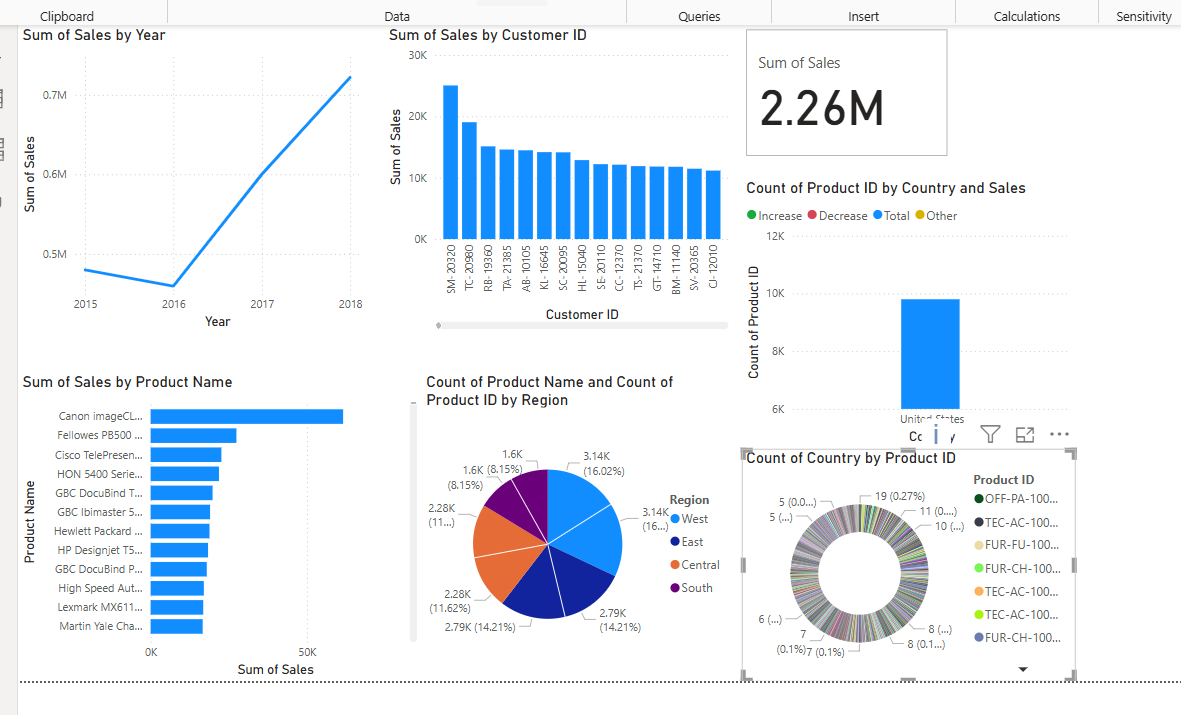 Clipboard Data Queries Insert Calculations Sensitivity
Sum of Sales by Year
0.7M
0.6M
0.5M
Sum of Sales
2015 2016 2017 2018
Year
Sum of Sales by Customer ID
30K
20K
10K
0K
Sum of Sales
SM-20320
TC-20980
RB-19360
TA-21385
AB-10105
KL-16645
SC-20095
HL-15040
SE-20110
CC-12370
TS-21370
GT-14710
BM-11140
SV-20365
CJ-12010
Customer ID
Sum of Sales
2.26M
Count of Product ID by Country and Sales
Increase Decrease Total Other
12K
10K
8K
6K
Count of Product ID
United States
Sum of Sales by Product Name
Product Name
Canon imageCL...
Fellowes PB500 ...
Cisco TelePresen...
HON 5400 Serie...
GBC DocuBind T...
GBC Ibimaster 5...
Hewlett Packard ...
HP Designjet T5...
GBC DocuBind P...
High Speed Aut...
Lexmark MX611...
Martin Yale Cha...
0K 50K
Sum of Sales
Count of Product Name and Count of
Product ID by Region
3.14K
(16.02%)
3.14K
(16...)
2.79K
(14.21%)
2.79K (14.21%)
2.28K
(11.62%)
2.28K
(11...)
1.6K
(8.15%)
1.6K
(8.15%)
Region
West
East
Central
South
Count of Country by Product ID
19 (0.27%)
11 (0....)
10 (...)
8 (...)
8 (0.1...)
7 (0.1%)
7
(0.1%)
6 (...)
5 (...)
5 (0.0...)
Product ID
OFF-PA-100...
TEC-AC-100...
FUR-FU-100...
FUR-CH-100...
TEC-AC-100...
TEC-AC-100...
FUR-CH-100...